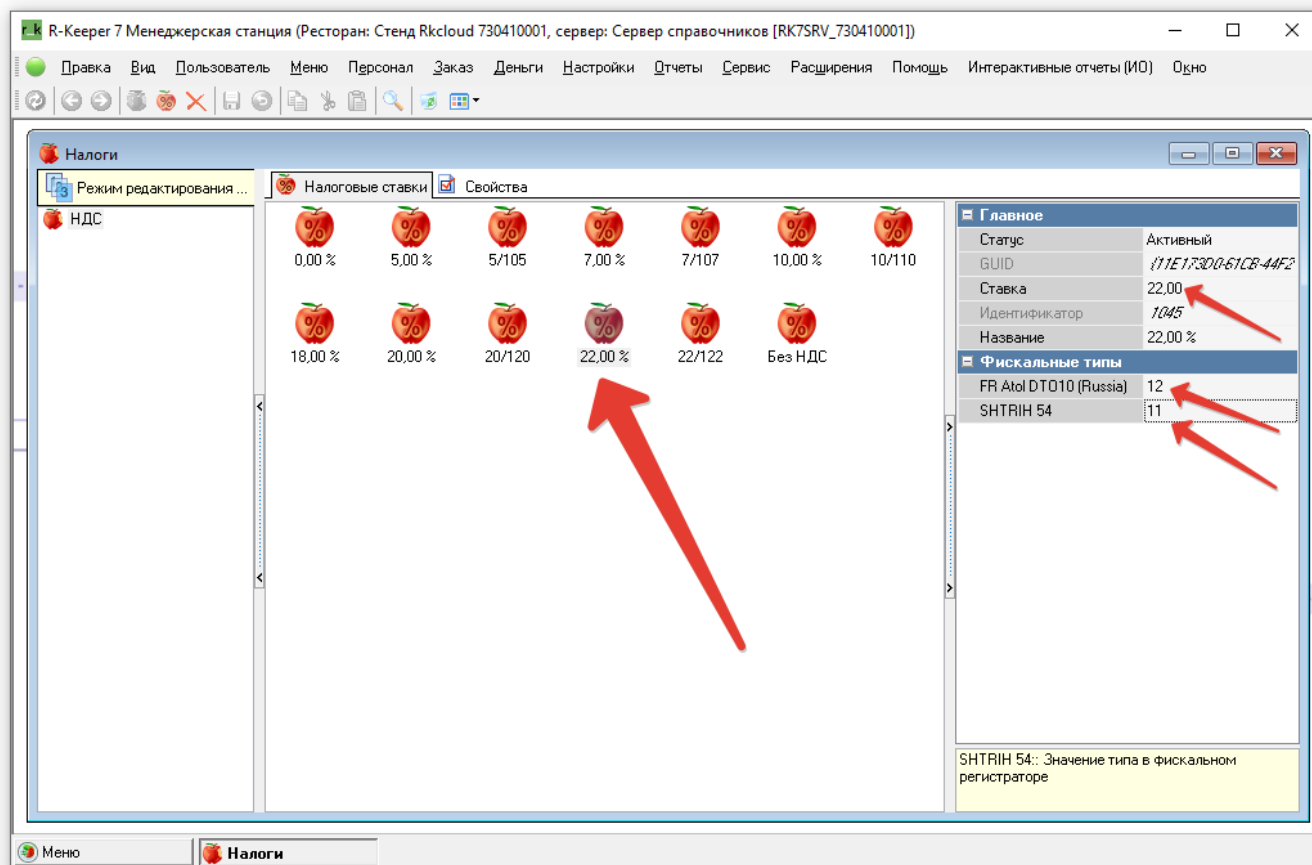 r_k R-Keeper 7 Менеджерская станция (Ресторан: Стенд Rkcloud 730410001, сервер: Сервер справочников [RK7SRV_730410001])
Правка Вид Пользователь Меню Персонал Заказ Деньги Настройки Отчеты Сервис Расширения Помощь Интерактивные отчеты (ИО) Окно
Налоги
Режим редактирования ...
НДС
Налоговые ставки Свойства
0,00 % 5,00 % 5/105 7,00 % 7/107 10,00 % 10/110
18,00 % 20,00 % 20/120 22,00 % 22/122 Без НДС
Главное
Статус Активный
GUID {11E173D0-61CB-44F2
Ставка 22,00
Идентификатор 1045
Название 22,00 %
Фискальные типы
FR Atol DTO10 (Russia) 12
SHTRIH 54 11
SHTRIH 54:: Значение типа в фискальном
регистраторе
Меню Налоги